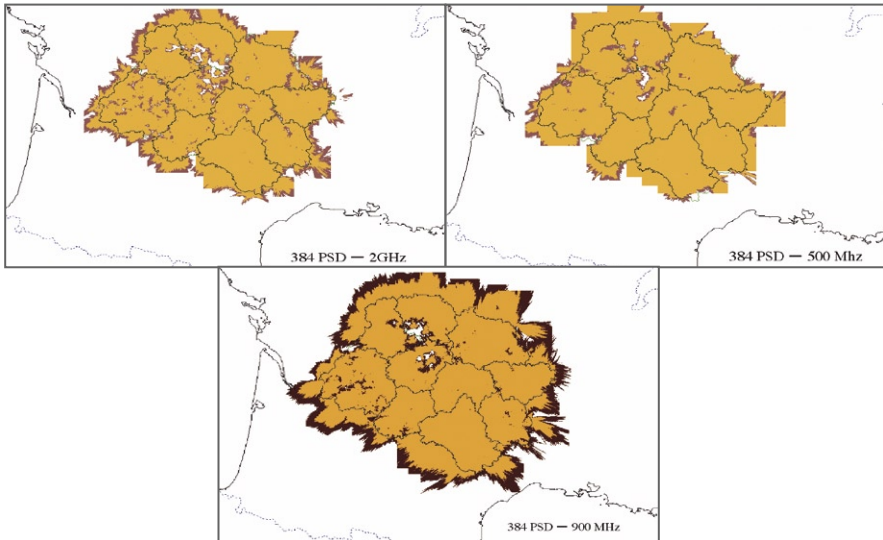 384 PSD — 2GHz
384 PSD — 500 Mhz
384 PSD — 900 MHz